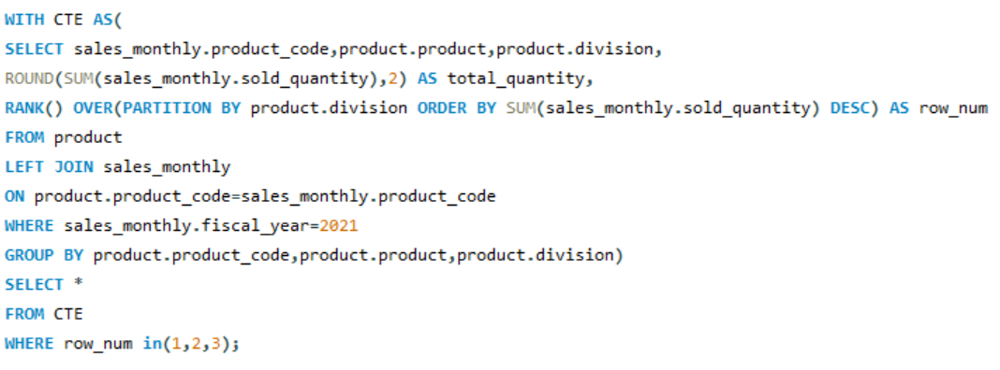 WITH CTE AS(
SELECT sales_monthly.product_code,product.product,product.division,
ROUND(SUM(sales_monthly.sold_quantity),2) AS total_quantity,
RANK() OVER(PARTITION BY product.division ORDER BY SUM(sales_monthly.sold_quantity) DESC) AS row_num
FROM product
LEFT JOIN sales_monthly
ON product.product_code=sales_monthly.product_code
WHERE sales_monthly.fiscal_year=2021
GROUP BY product.product_code,product.product,product.division)
SELECT *
FROM CTE
WHERE row_num in(1,2,3);